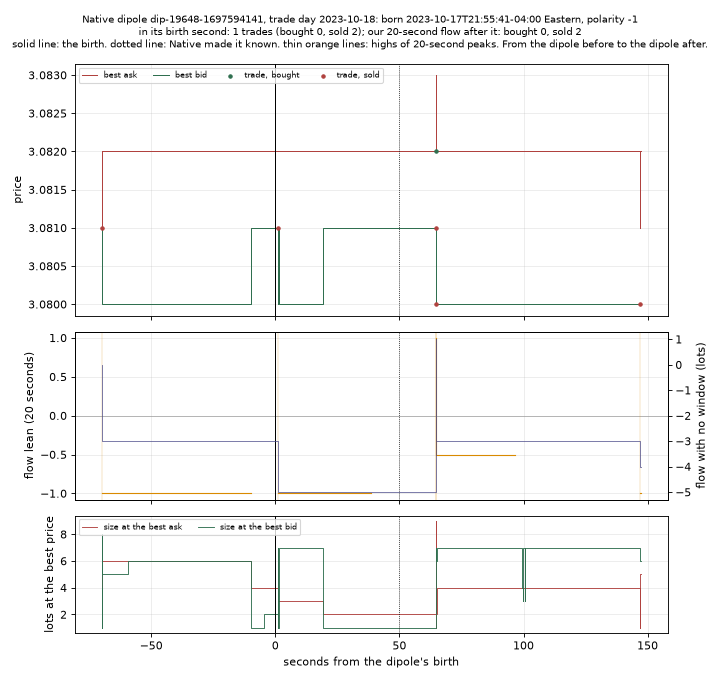 Native dipole dip-19648-1697594141, trade day 2023-10-18: born 2023-10-17T21:55:41-04:00 Eastern, polarity -1
in its birth second: 1 trades (bought 0, sold 2); our 20-second flow after it: bought 0, sold 2
solid line: the birth. dotted line: Native made it known. thin orange lines: highs of 20-second peaks. From the dipole before to the dipole after.
best ask best bid trade, bought trade, sold
3.0830
3.0825
3.0820
3.0815
3.0810
3.0805
3.0800
price
1.0
0.5
0.0
−0.5
−1.0
flow lean (20 seconds)
1
0
−1
−2
−3
−4
−5
flow with no window (lots)
size at the best ask size at the best bid
8
6
4
2
lots at the best price
−50 0 50 100 150
seconds from the dipole's birth